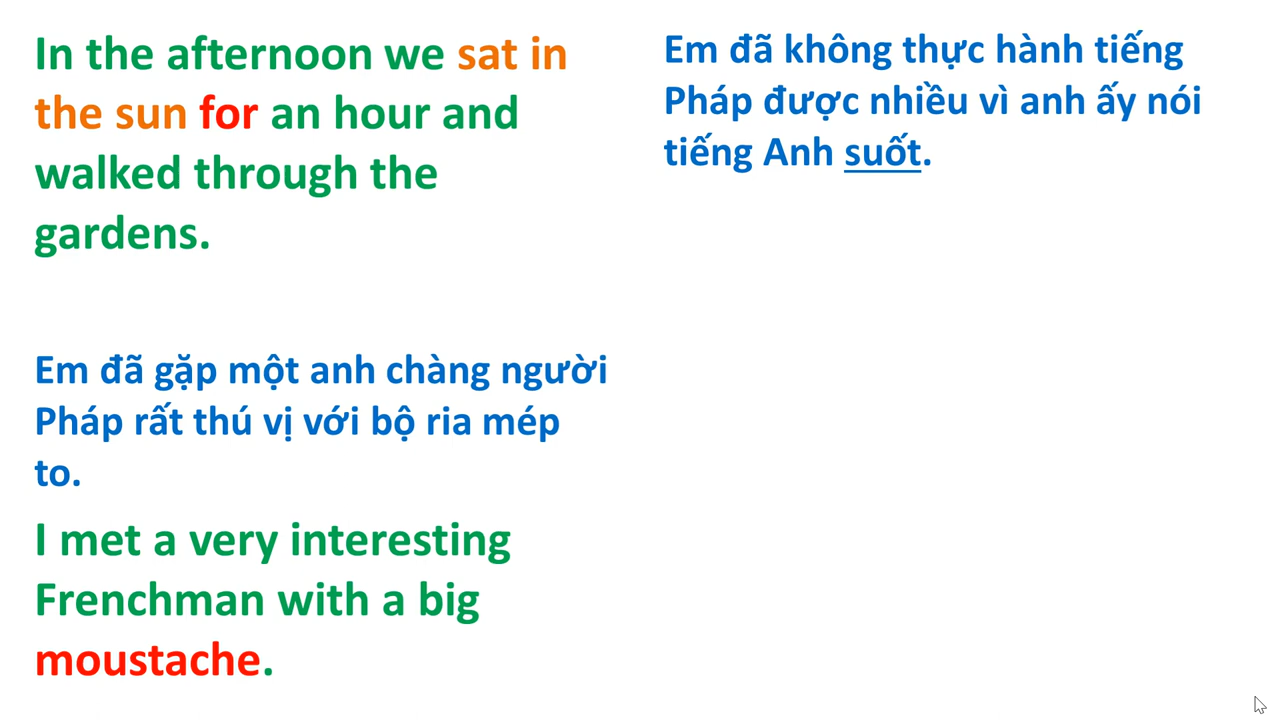 In the afternoon we sat in
the sun for an hour and
walked through the
gardens.
Em đã gặp một anh chàng người
Pháp rất thú vị với bộ ria mép
to.
I met a very interesting
Frenchman with a big
moustache.
Em đã không thực hành tiếng
Pháp được nhiều vì anh ấy nói
tiếng Anh suốt.